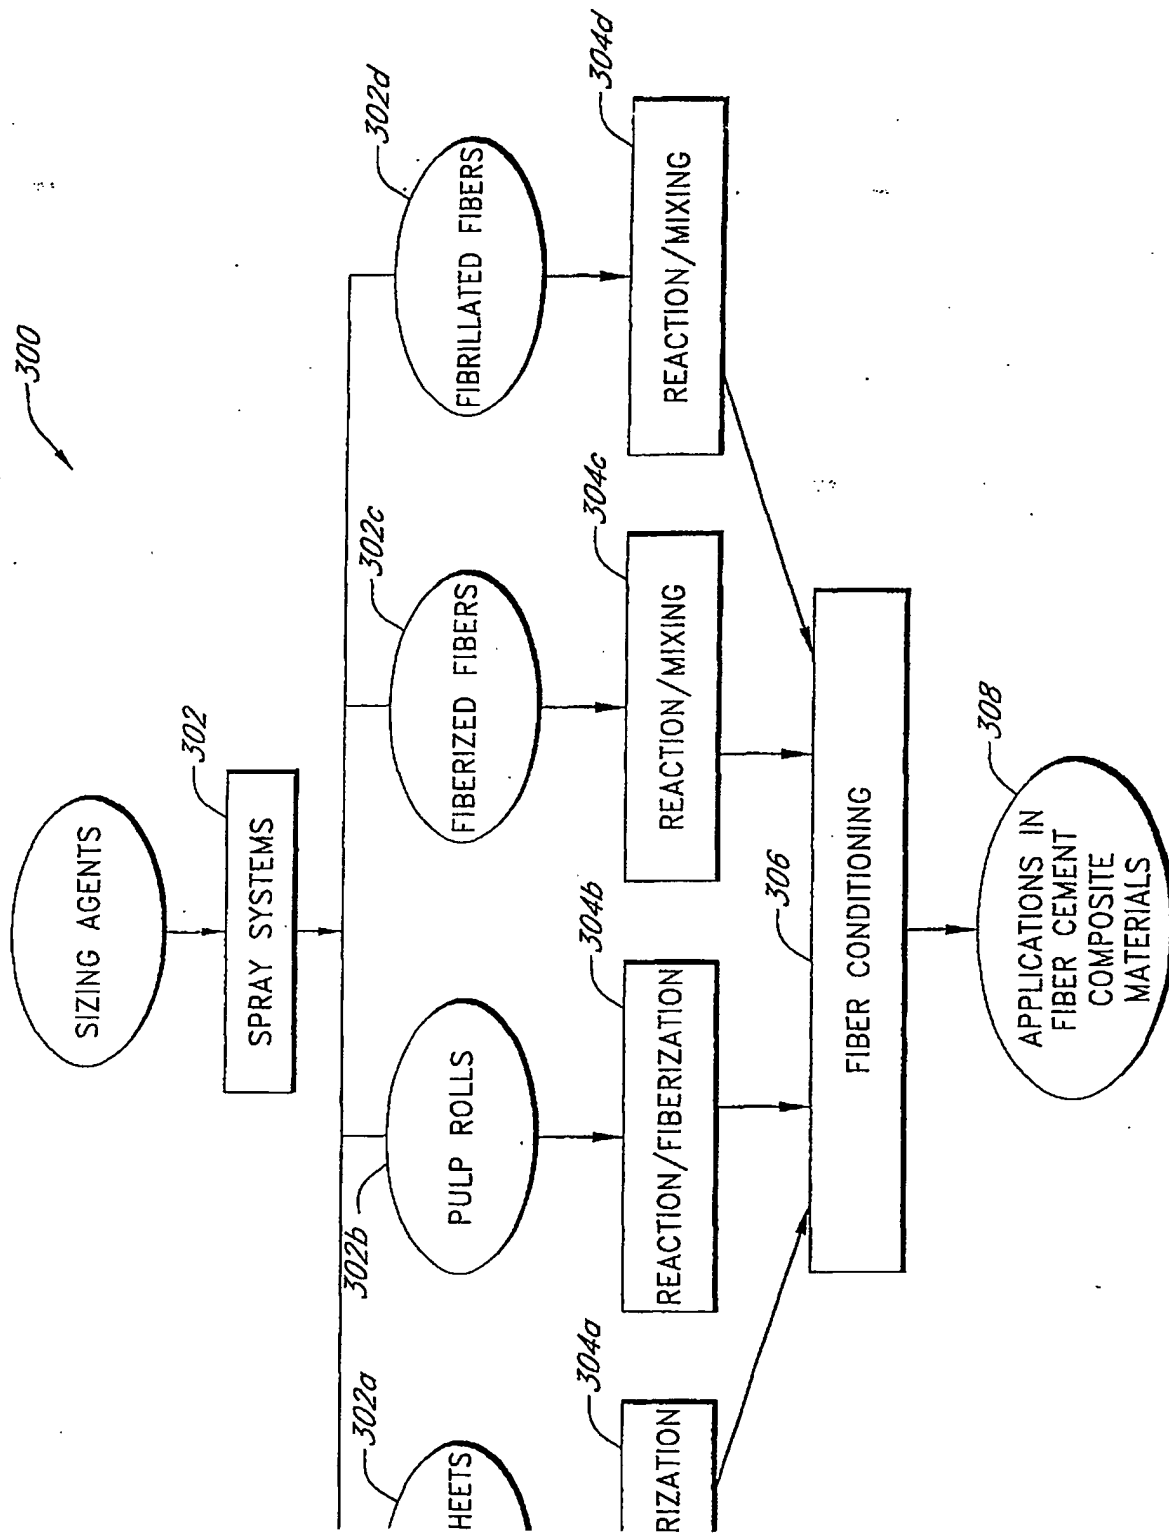 300
SIZING AGENTS
302
SPRAY SYSTEMS
302a
HEETS
302b
PULP ROLLS
302c
FIBERIZED FIBERS
302d
FIBRILLATED FIBERS
304a
RIZATION
304b
REACTION/FIBERIZATION
304c
REACTION/MIXING
304d
REACTION/MIXING
306
FIBER CONDITIONING
308
APPLICATIONS IN
FIBER CEMENT
COMPOSITE
MATERIALS